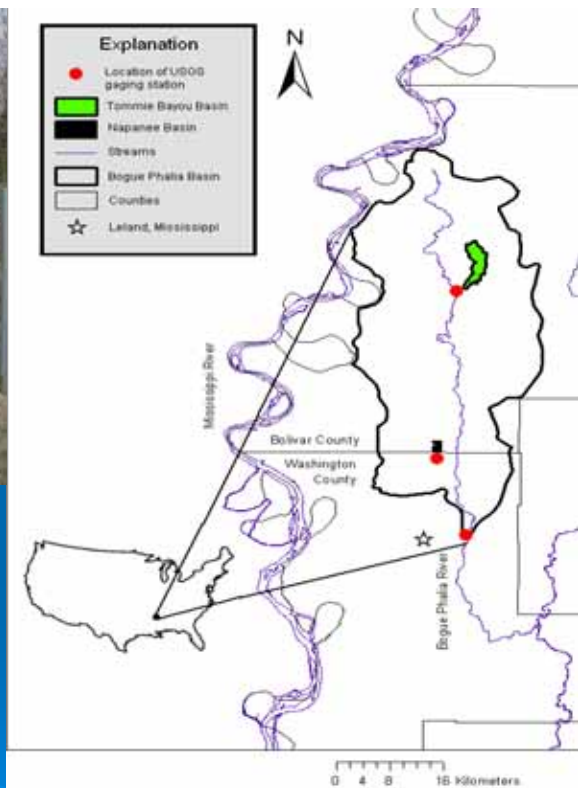 Explanation
Location of USGS
gaging station
Tommie Bayou Basin
Napanee Basin
Streams
Bogue Phalia Basin
Counties
Leland, Mississippi
N
Mississippi River
Bolivar County
Washington
County
Bogue Phalia River
0 4 8 16 Kilometers